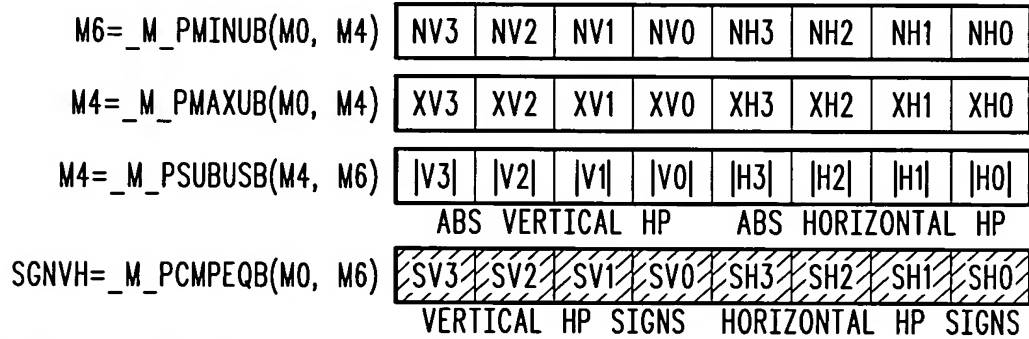 M6=_M_PMINUB(M0, M4) NV3 NV2 NV1 NV0 NH3 NH2 NH1 NH0
M4=_M_PMAXUB(M0, M4) XV3 XV2 XV1 XV0 XH3 XH2 XH1 XH0
M4=_M_PSUBUSB(M4, M6) |V3| |V2| |V1| |V0| |H3| |H2| |H1| |H0|
ABS VERTICAL HP ABS HORIZONTAL HP
SGNVH=_M_PCMPEQB(M0, M6) SV3 SV2 SV1 SV0 SH3 SH2 SH1 SH0
VERTICAL HP SIGNS HORIZONTAL HP SIGNS